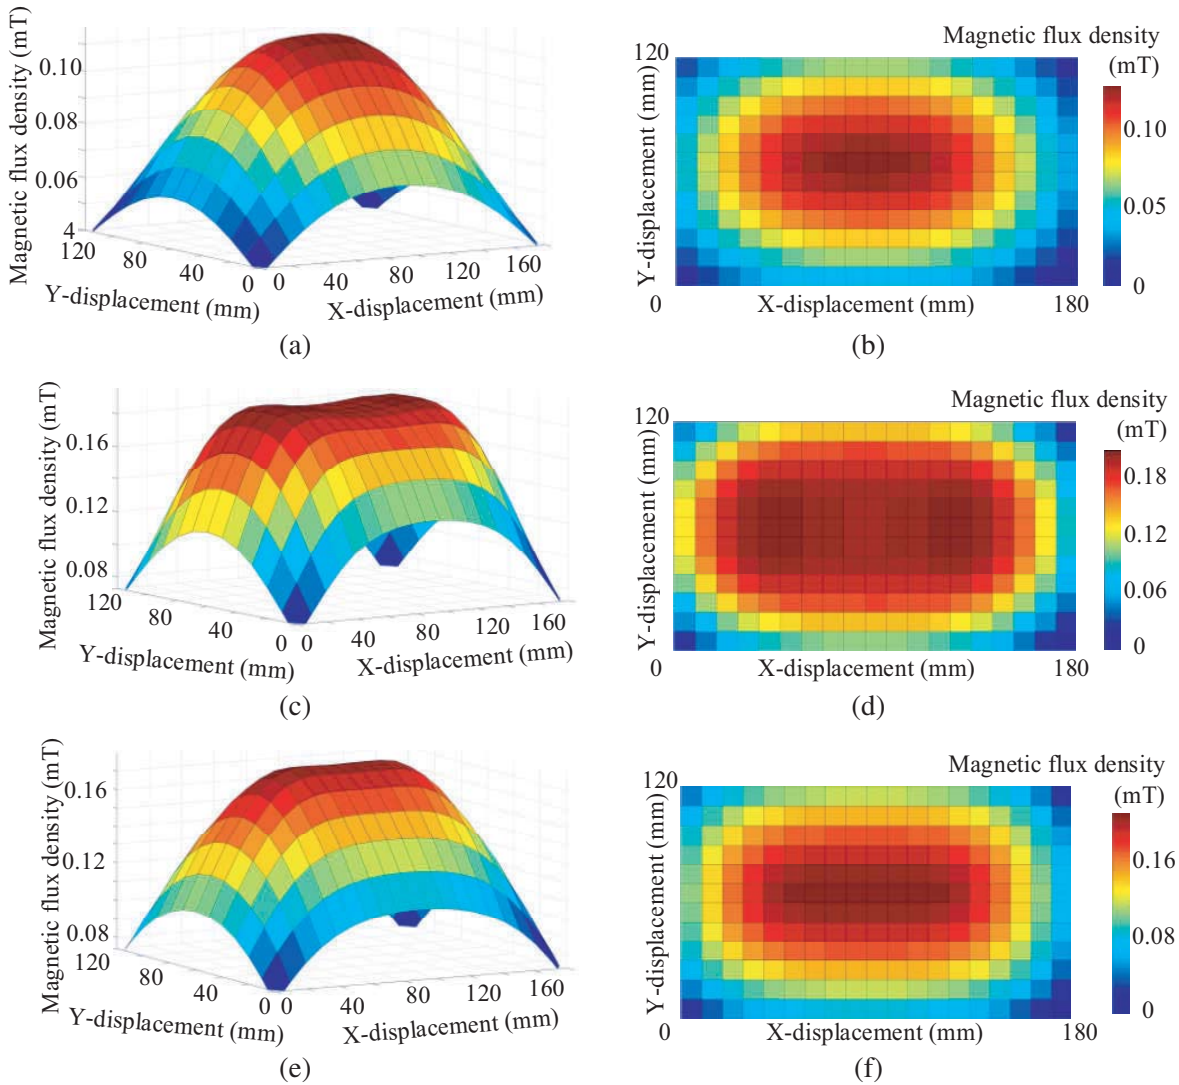 Magnetic flux density (mT)
0.10
0.08
0.06
4
120
80
40
0
0
40
80
120
160
Y-displacement (mm)
X-displacement (mm)
(a)
Magnetic flux density
(mT)
120
Y-displacement (mm)
0.10
0.05
0
0
X-displacement (mm)
180
(b)
Magnetic flux density (mT)
0.16
0.12
0.08
120
80
40
0
0
40
80
120
160
Y-displacement (mm)
X-displacement (mm)
(c)
Magnetic flux density
(mT)
120
Y-displacement (mm)
0.18
0.12
0.06
0
0
X-displacement (mm)
180
(d)
Magnetic flux density (mT)
0.16
0.12
0.08
120
80
40
0
0
40
80
120
160
Y-displacement (mm)
X-displacement (mm)
(e)
Magnetic flux density
(mT)
120
Y-displacement (mm)
0.16
0.08
0
0
X-displacement (mm)
180
(f)